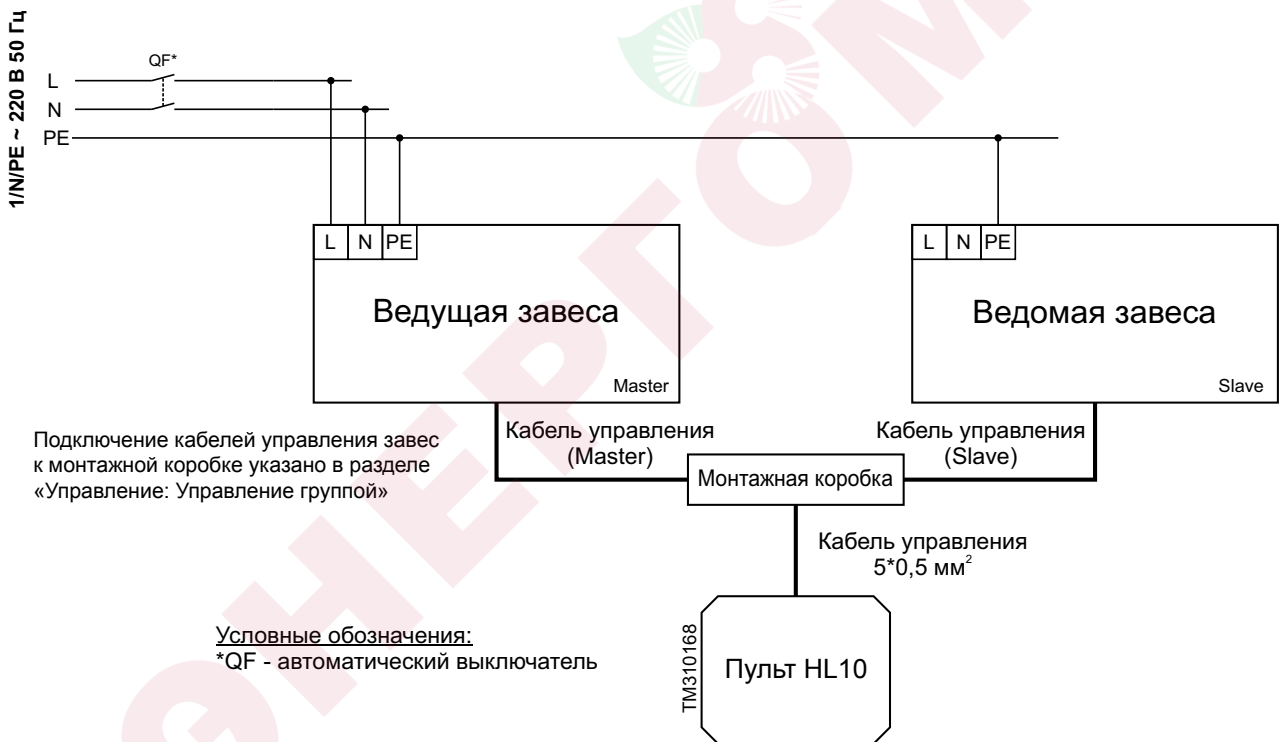 1/N/PE ~ 220 В 50 Гц
QF*
L
N
PE
L N PE
Ведущая завеса
Master
L N PE
Ведомая завеса
Slave
Подключение кабелей управления завес
к монтажной коробке указано в разделе
«Управление: Управление группой»
Кабель управления
(Master)
Кабель управления
(Slave)
Монтажная коробка
Кабель управления
5*0,5 мм²
Условные обозначения:
*QF - автоматический выключатель
TM310168
Пульт HL10
ЭНЕРГОМ